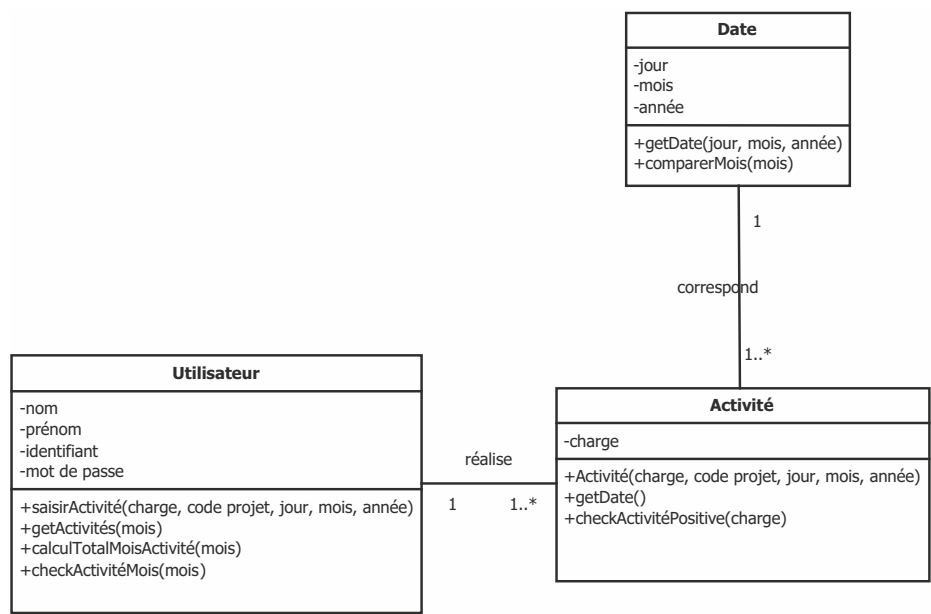 Date
-jour
-mois
-année
+getDate(jour, mois, année)
+comparerMois(mois)
1
correspond
1..*
Utilisateur
-nom
-prénom
-identifiant
-mot de passe
+saisirActivité(charge, code projet, jour, mois, année)
+getActivités(mois)
+calculTotalMoisActivité(mois)
+checkActivitéMois(mois)
réalise
1
1..*
Activité
-charge
+Activité(charge, code projet, jour, mois, année)
+getDate()
+checkActivitéPositive(charge)